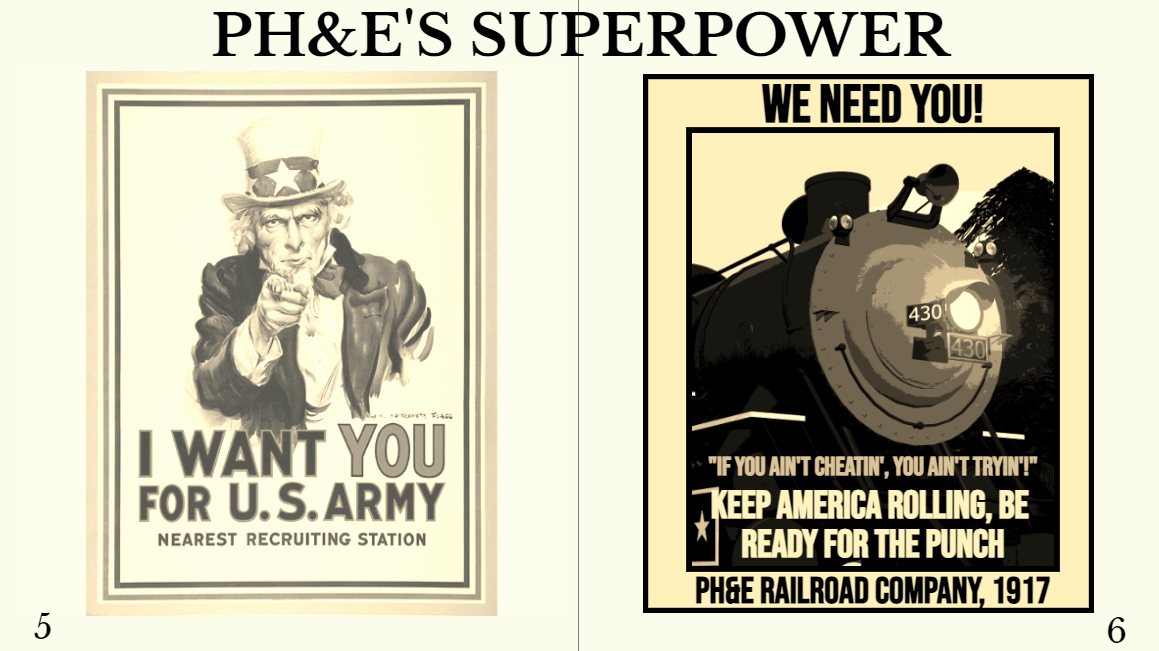 PH&E'S SUPERPOWER
I WANT YOU
FOR U.S. ARMY
NEAREST RECRUITING STATION
5
WE NEED YOU!
430
430
"IF YOU AIN'T CHEATIN', YOU AIN'T TRYIN'!"
KEEP AMERICA ROLLING, BE
READY FOR THE PUNCH
PH&E RAILROAD COMPANY, 1917
6